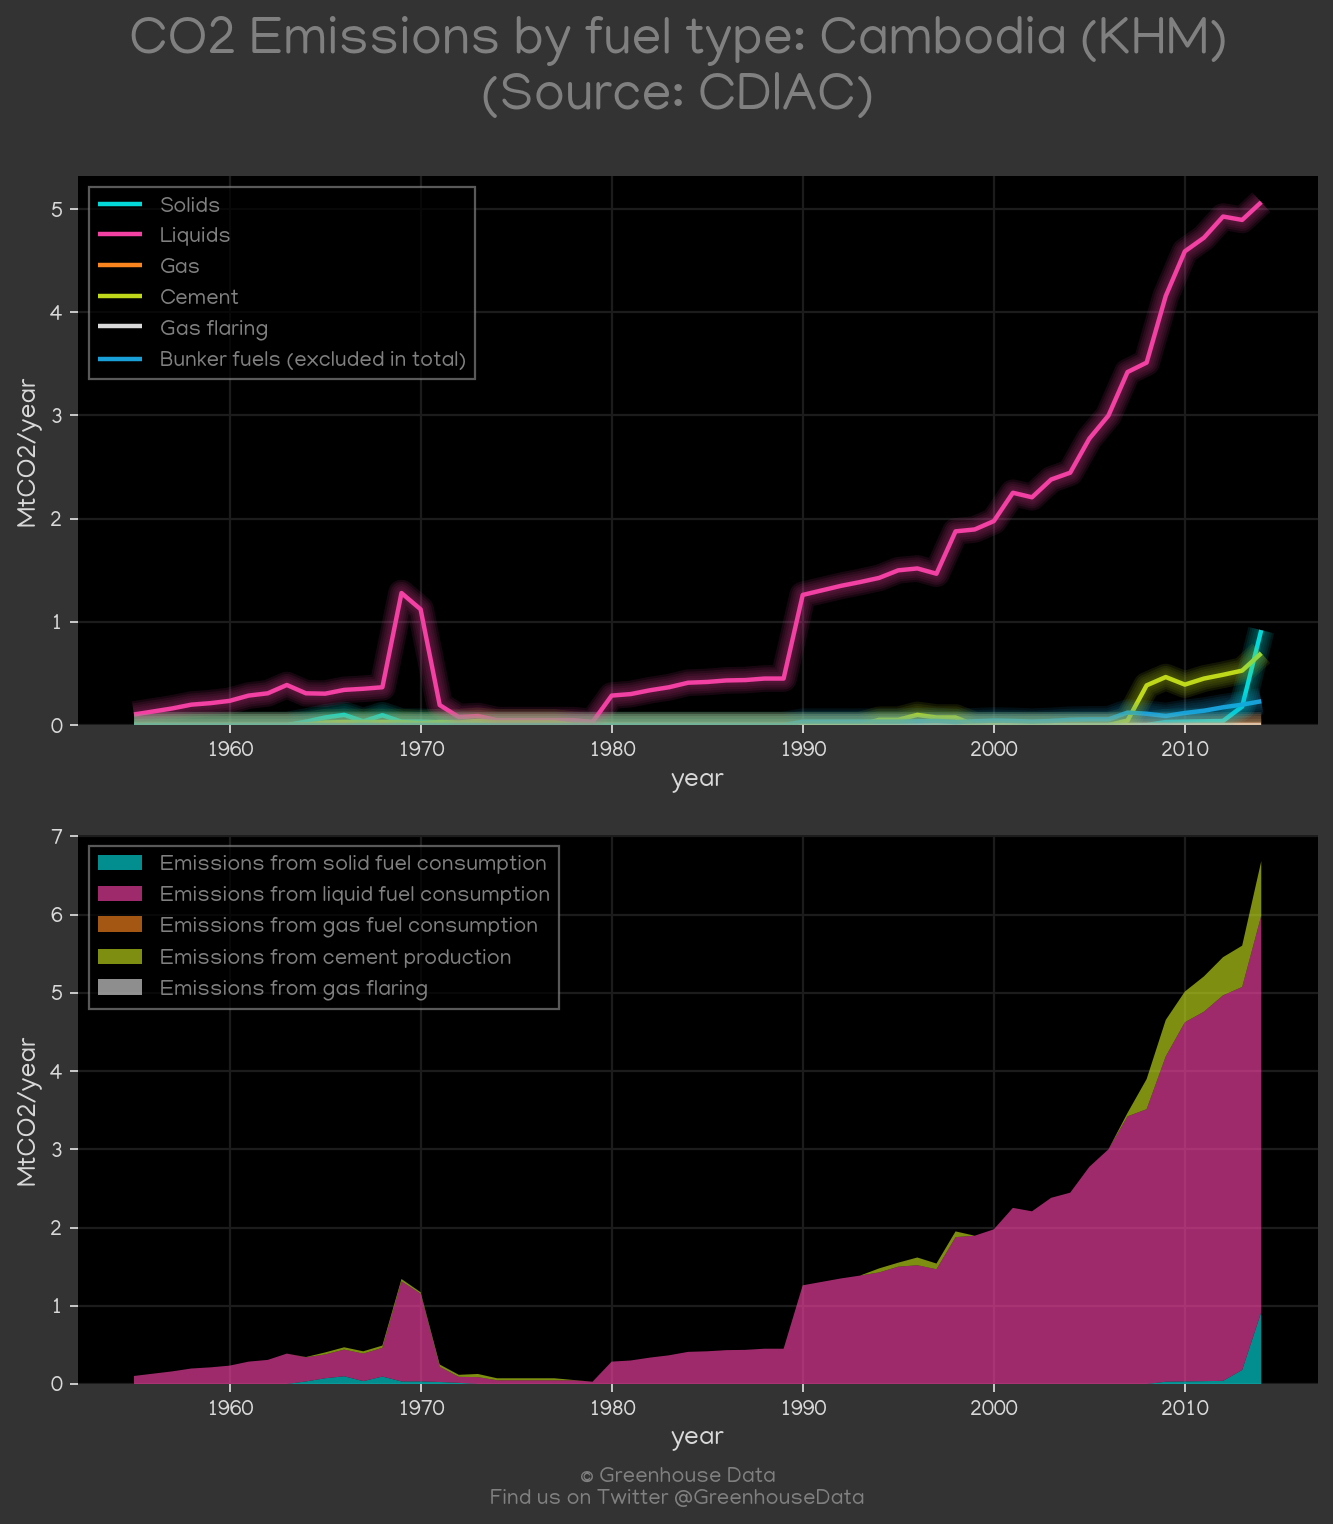 CO2 Emissions by fuel type: Cambodia (KHM)
(Source: CDIAC)
Solids
Liquids
Gas
Cement
Gas flaring
Bunker fuels (excluded in total)
MtCO2/year
5
4
3
2
1
0
1960 1970 1980 1990 2000 2010
year
Emissions from solid fuel consumption
Emissions from liquid fuel consumption
Emissions from gas fuel consumption
Emissions from cement production
Emissions from gas flaring
MtCO2/year
7
6
5
4
3
2
1
0
1960 1970 1980 1990 2000 2010
year
© Greenhouse Data
Find us on Twitter @GreenhouseData